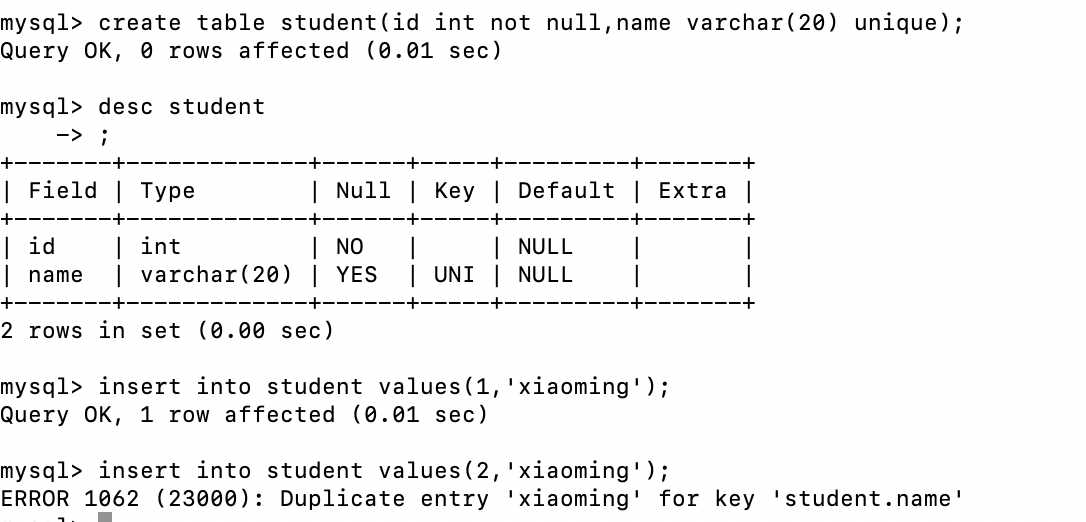 mysql> create table student(id int not null,name varchar(20) unique);
Query OK, 0 rows affected (0.01 sec)
mysql> desc student
    -> ;
+-------+-------------+------+-----+---------+-------+
| Field | Type        | Null | Key | Default | Extra |
+-------+-------------+------+-----+---------+-------+
| id    | int         | NO   |     | NULL    |       |
| name  | varchar(20) | YES  | UNI | NULL    |       |
+-------+-------------+------+-----+---------+-------+
2 rows in set (0.00 sec)
mysql> insert into student values(1,'xiaoming');
Query OK, 1 row affected (0.01 sec)
mysql> insert into student values(2,'xiaoming');
ERROR 1062 (23000): Duplicate entry 'xiaoming' for key 'student.name'